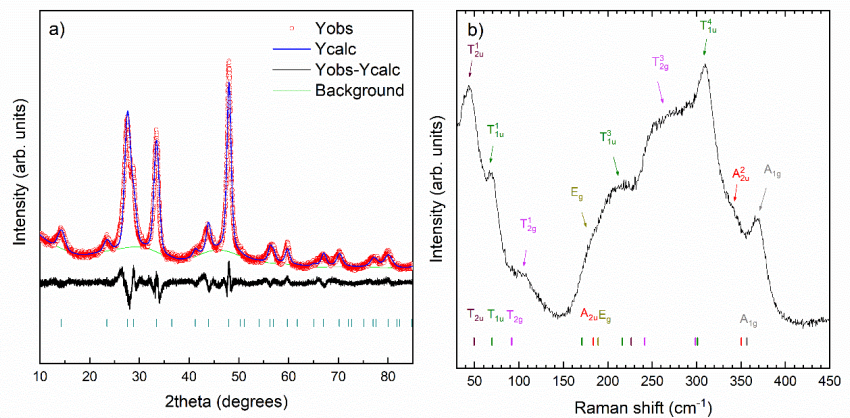 a)
Yobs
Ycalc
Yobs-Ycalc
Background
Intensity (arb. units)
10 20 30 40 50 60 70 80
2theta (degrees)
b)
T¹₂ᵤ
T¹₁ᵤ
T¹₂g
E_g
T³₁ᵤ
T³₂g
T⁴₁ᵤ
A²₂ᵤ
A₁g
Intensity (arb. units)
T₂ᵤ T₁ᵤ T₂g A₂ᵤ E_g A₁g
50 100 150 200 250 300 350 400 450
Raman shift (cm⁻¹)